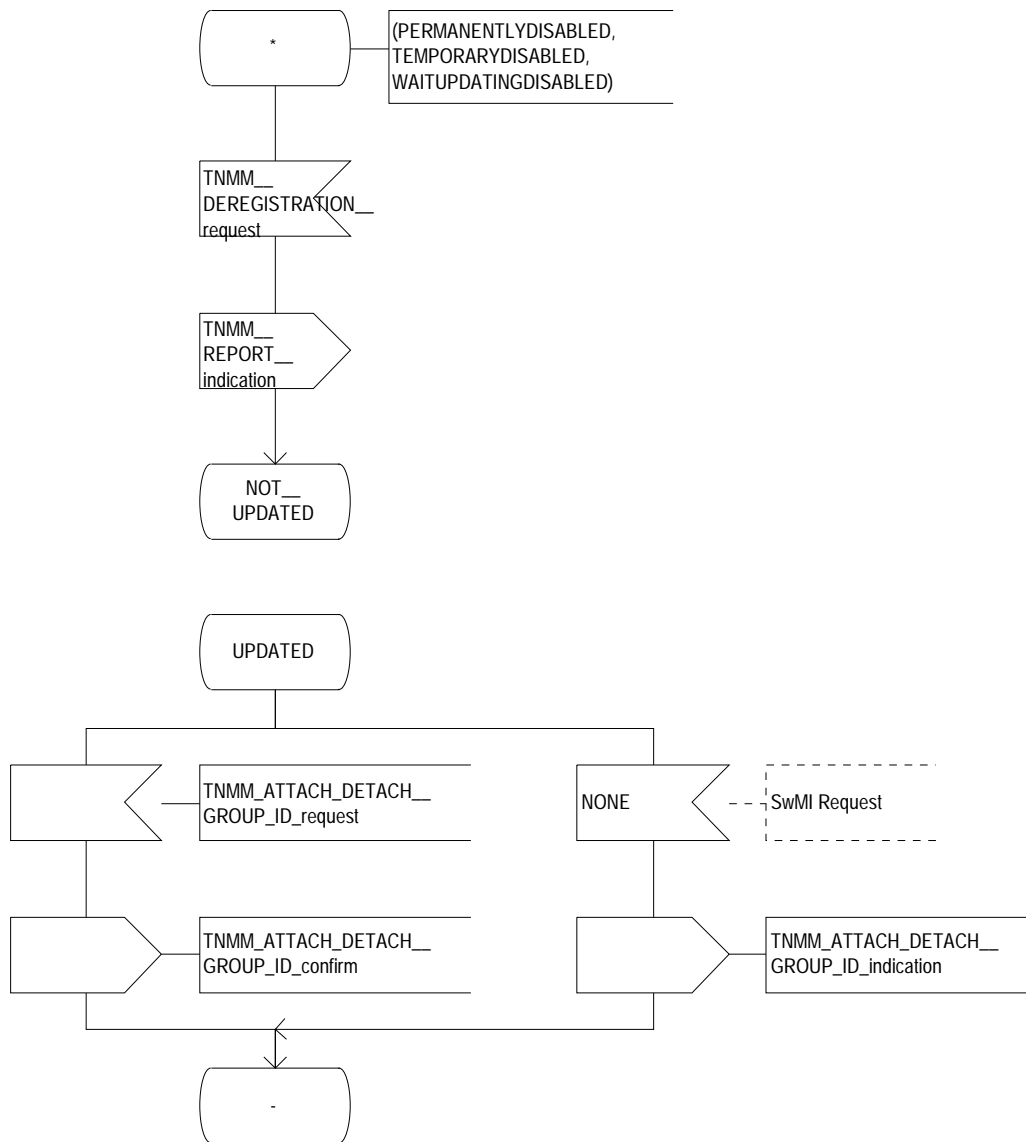 *
(PERMANENTLYDISABLED,
TEMPORARYDISABLED,
WAITUPDATINGDISABLED)
TNMM__
DEREGISTRATION__
request
TNMM__
REPORT__
indication
NOT__
UPDATED
UPDATED
TNMM_ATTACH_DETACH__
GROUP_ID_request
NONE
SwMI Request
TNMM_ATTACH_DETACH__
GROUP_ID_confirm
TNMM_ATTACH_DETACH__
GROUP_ID_indication
-